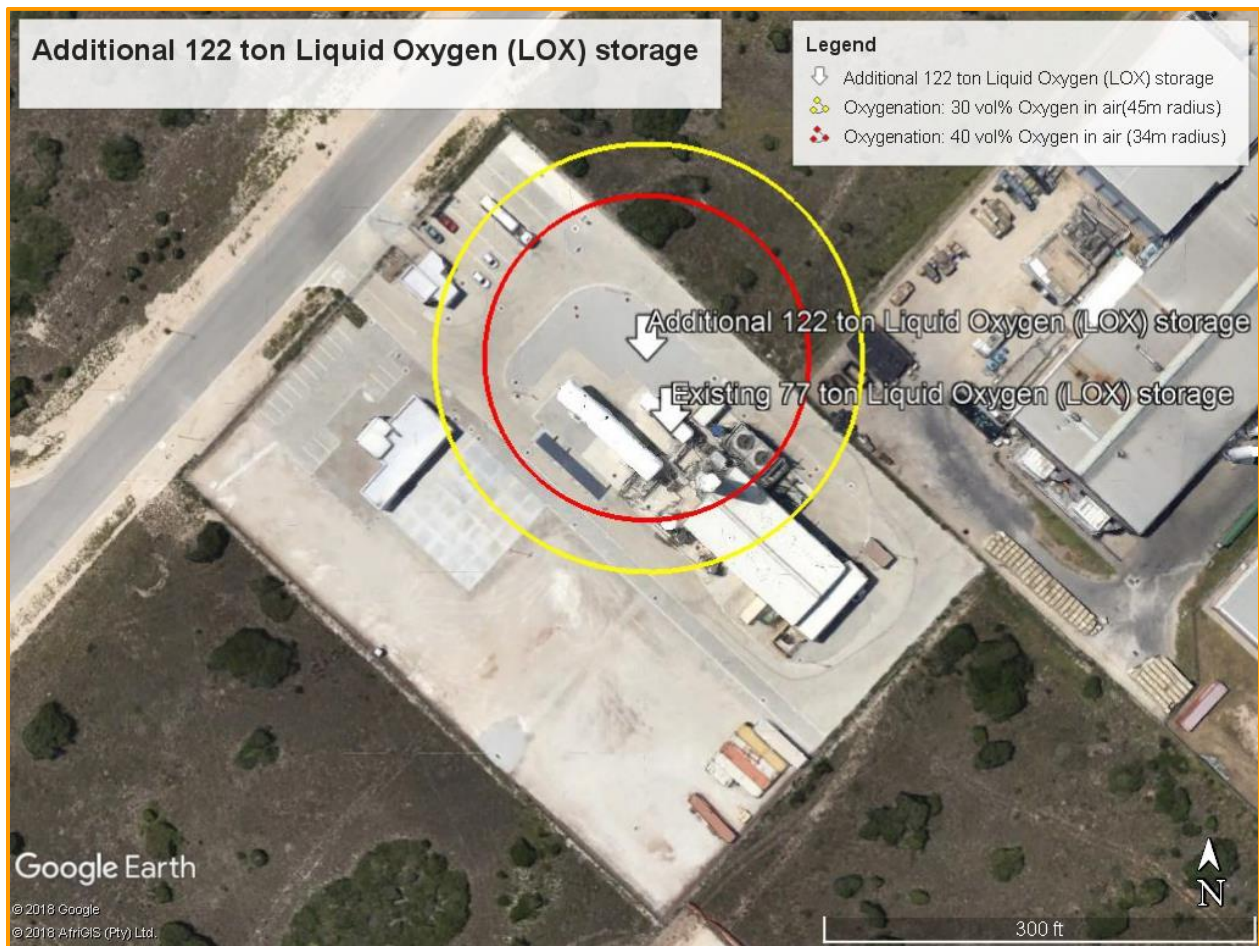 Additional 122 ton Liquid Oxygen (LOX) storage
Legend
Additional 122 ton Liquid Oxygen (LOX) storage
Oxygenation: 30 vol% Oxygen in air(45m radius)
Oxygenation: 40 vol% Oxygen in air (34m radius)
Additional 122 ton Liquid Oxygen (LOX) storage
Existing 77 ton Liquid Oxygen (LOX) storage
Google Earth
© 2018 Google
© 2018 AfriGIS (Pty) Ltd.
N
300 ft